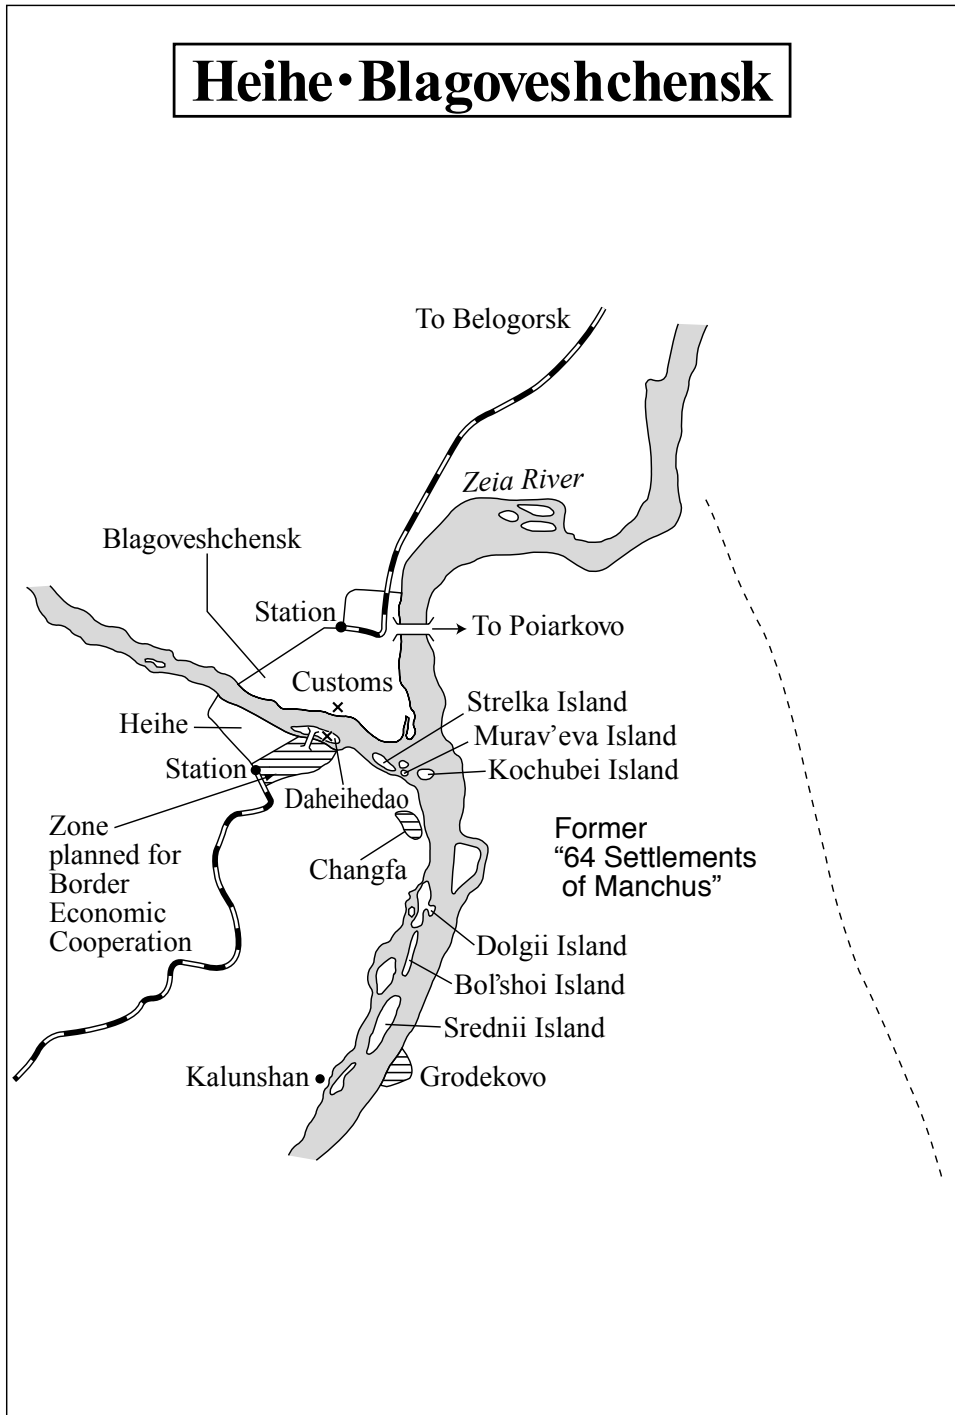 Heihe·Blagoveshchensk
To Belogorsk
Zeia River
Blagoveshchensk
Station
To Poiarkovo
Customs
Strelka Island
Heihe
Murav’eva Island
Station
Kochubei Island
Daheihedao
Zone
planned for
Border
Economic
Cooperation
Changfa
Former
“64 Settlements
of Manchus”
Dolgii Island
Bol’shoi Island
Srednii Island
Kalunshan
Grodekovo